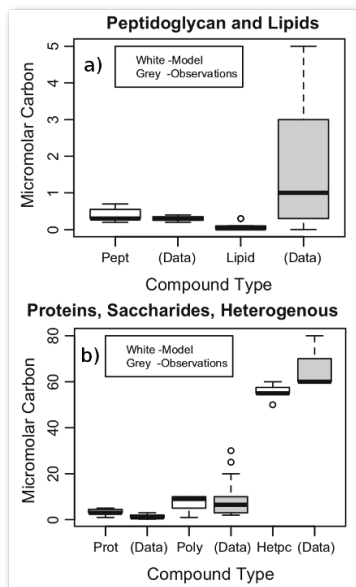 Peptidoglycan and Lipids
a)
White -Model
Grey -Observations
Micromolar Carbon
5
4
3
2
1
0
Pept (Data) Lipid (Data)
Compound Type
Proteins, Saccharides, Heterogenous
b)
White -Model
Grey -Observations
Micromolar Carbon
80
60
40
20
0
Prot (Data) Poly (Data) Hetpc (Data)
Compound Type